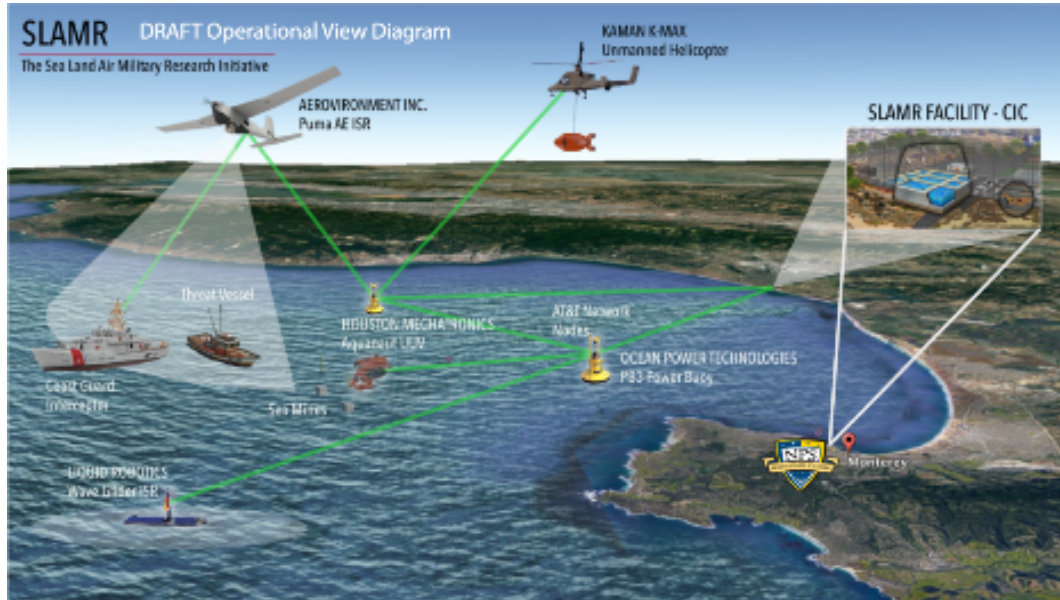 SLAMR
DRAFT Operational View Diagram
The Sea Land Air Military Research Initiative
KAMAN K-MAX
Unmanned Helicopter
AEROVIRONMENT INC.
Puma AE ISR
SLAMR FACILITY - CIC
Threat Vessel
HOUSTON MECHATRONICS
Aquanaut UUV
AT&T Network
Nodes
OCEAN POWER TECHNOLOGIES
PB3 Power Buoy
Coast Guard
Interceptor
Sea Mines
LIQUID ROBOTICS
Wave Glider ISR
NPS
Monterey